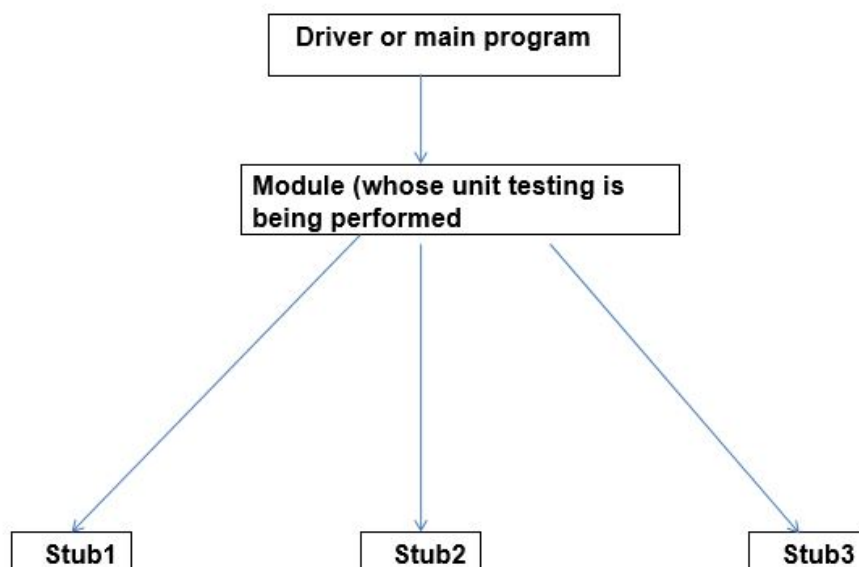 Driver or main program
Module (whose unit testing is
being performed
Stub1
Stub2
Stub3